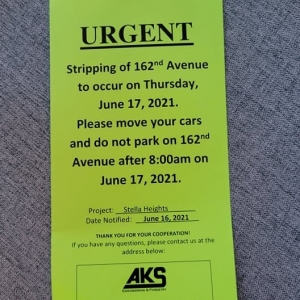 URGENT
Stripping of 162nd Avenue
to occur on Thursday,
June 17, 2021.
Please move your cars
and do not park on 162nd
Avenue after 8:00am on
June 17, 2021.
Project: Stella Heights
Date Notified: June 16, 2021
THANK YOU FOR YOUR COOPERATION!
If you have any questions, please contact us at the
address below:
AKS